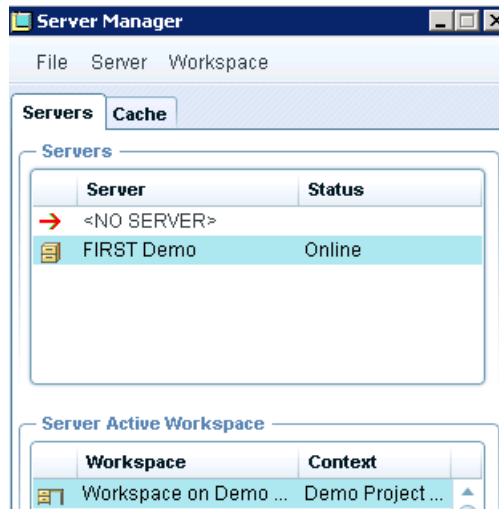 Server Manager
File Server Workspace
Servers Cache
Servers
Server Status
<NO SERVER>
FIRST Demo Online
Server Active Workspace
Workspace Context
Workspace on Demo ... Demo Project ...